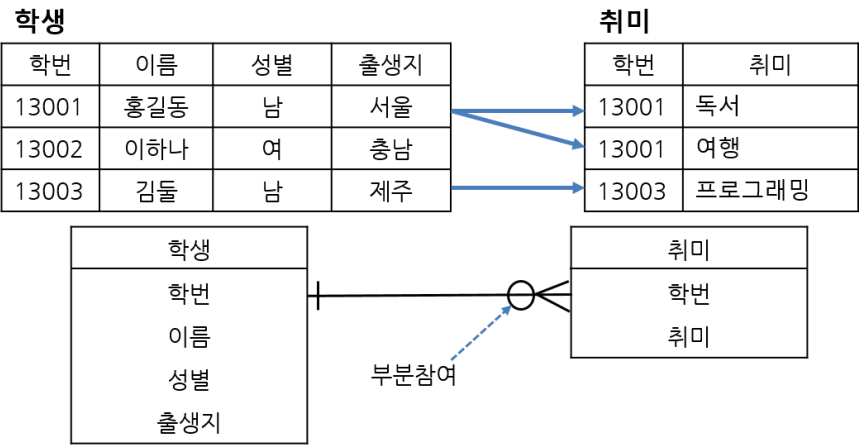 학생 취미
학번 이름 성별 출생지 학번 취미
13001 홍길동 남 서울 13001 독서
13002 이하나 여 충남 13001 여행
13003 김둘 남 제주 13003 프로그래밍
학생 취미
학번 학번
이름 취미
성별 부분참여
출생지